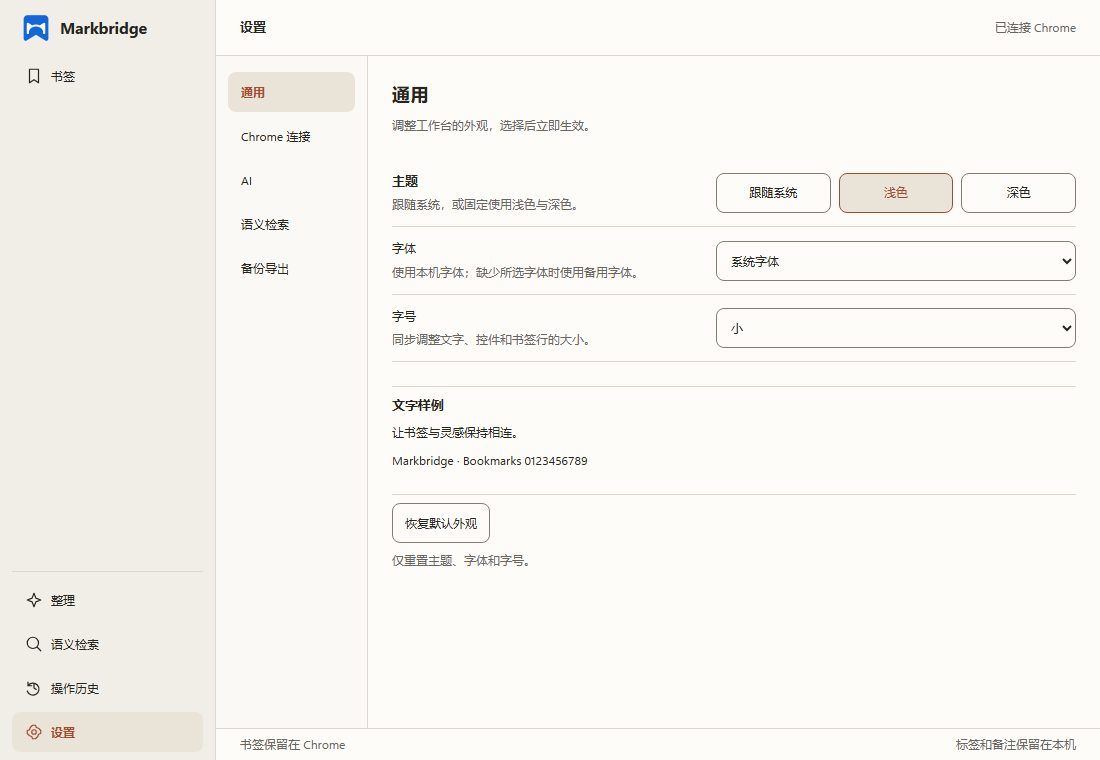 Markbridge
书签
整理
语义检索
操作历史
设置
设置
已连接 Chrome
通用
Chrome 连接
AI
语义检索
备份导出
通用
调整工作台的外观，选择后立即生效。
主题
跟随系统，或固定使用浅色与深色。
跟随系统
浅色
深色
字体
使用本机字体；缺少所选字体时使用备用字体。
系统字体
字号
同步调整文字、控件和书签行的大小。
小
文字样例
让书签与灵感保持相连。
Markbridge · Bookmarks 0123456789
恢复默认外观
仅重置主题、字体和字号。
书签保留在 Chrome
标签和备注保留在本机